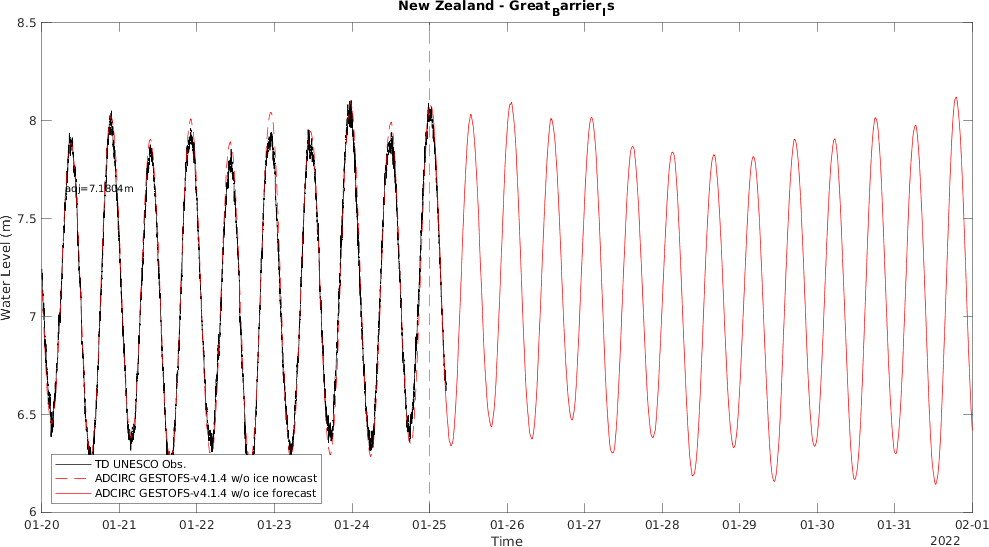 New Zealand - Great_Barrier_Is
8.5
8
7.5
7
6.5
6
Water Level (m)
adj=7.1804m
TD UNESCO Obs.
ADCIRC GESTOFS-v4.1.4 w/o ice nowcast
ADCIRC GESTOFS-v4.1.4 w/o ice forecast
01-20 01-21 01-22 01-23 01-24 01-25 01-26 01-27 01-28 01-29 01-30 01-31 02-01
Time
2022